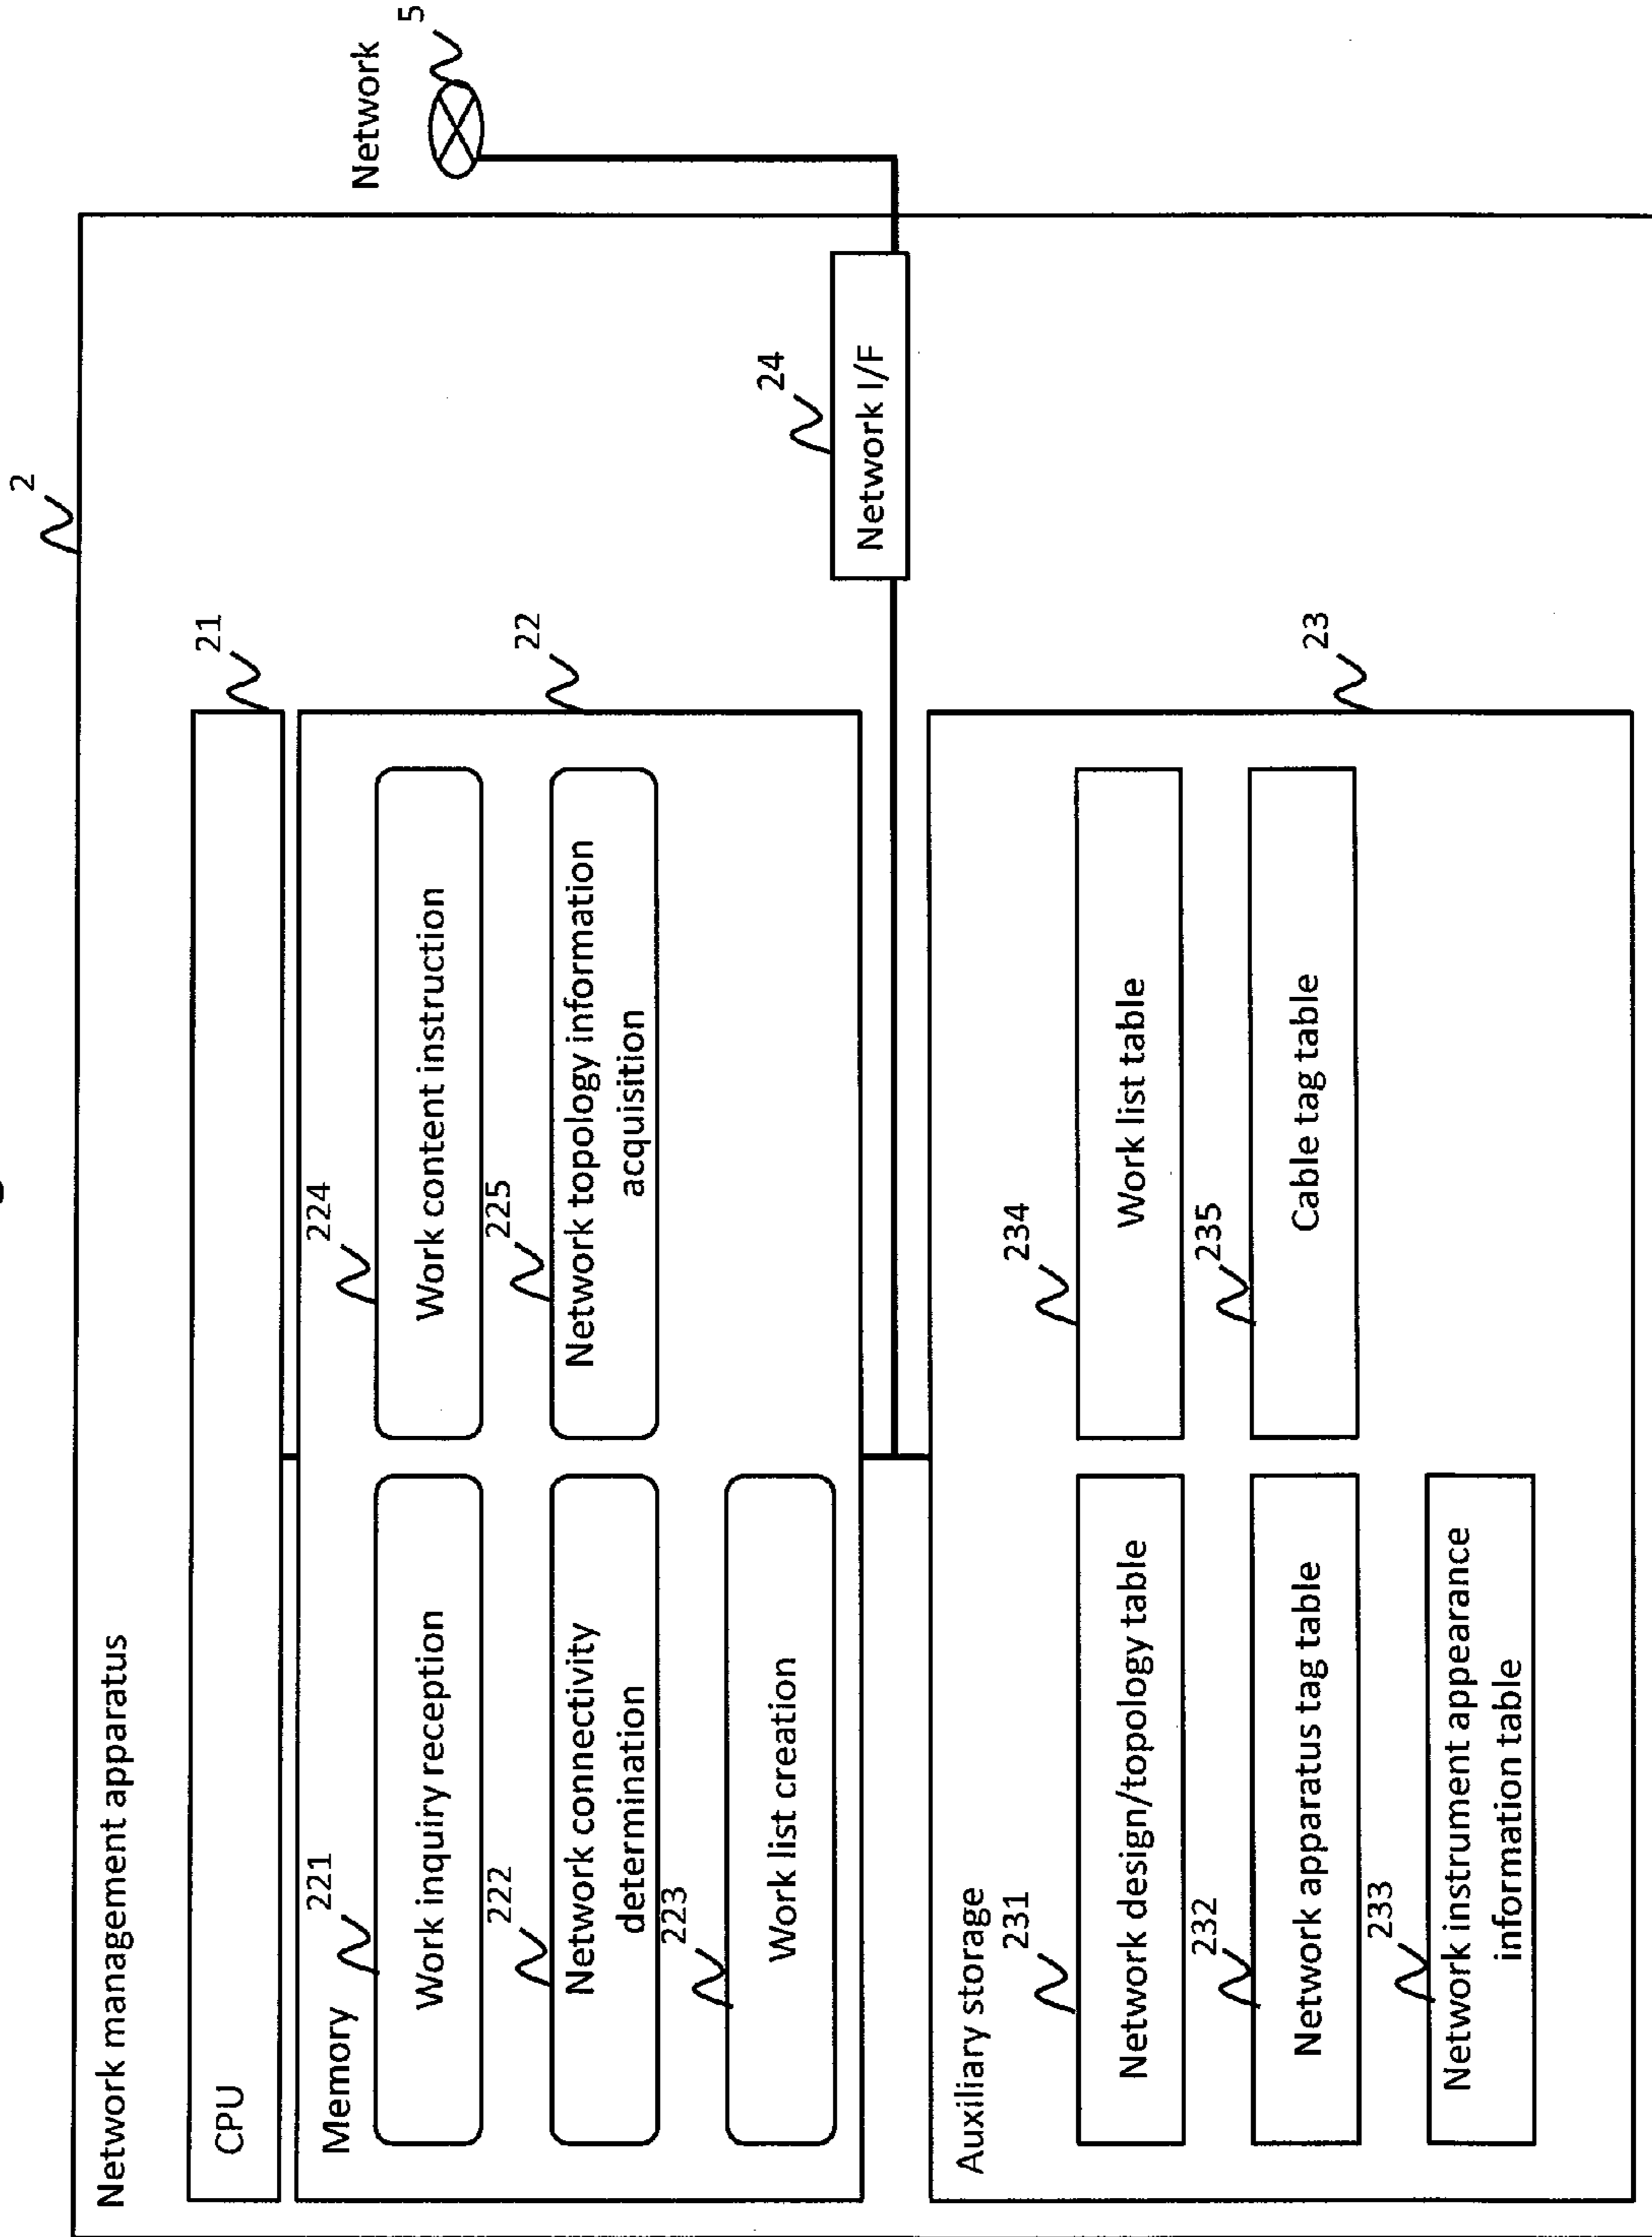 2
Network management apparatus
Network
5
21
CPU
22
Memory
221
Work inquiry reception
224
Work content instruction
222
Network connectivity
determination
225
Network topology information
acquisition
223
Work list creation
24
Network I/F
23
Auxiliary storage
231
Network design/topology table
234
Work list table
232
Network apparatus tag table
235
Cable tag table
233
Network instrument appearance
information table